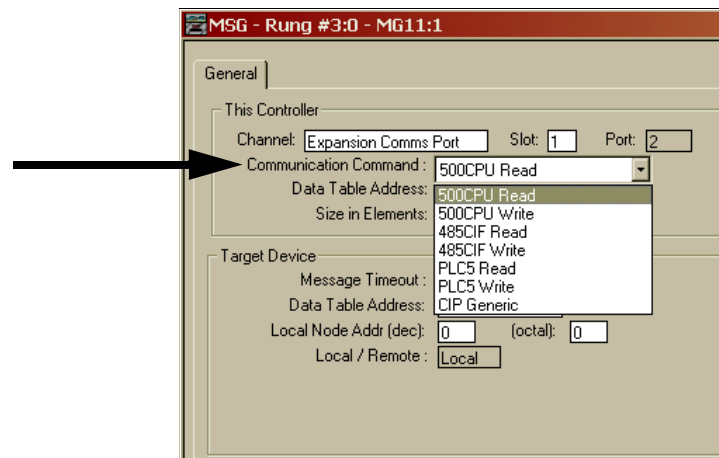 MSG - Rung #3:0 - MG11:1
General
This Controller
Channel: Expansion Comms Port Slot: 1 Port: 2
Communication Command : 500CPU Read
Data Table Address:
500CPU Read
Size in Elements:
500CPU Write
485CIF Read
485CIF Write
PLC5 Read
PLC5 Write
CIP Generic
Target Device
Message Timeout :
Data Table Address:
Local Node Addr (dec): 0 (octal): 0
Local / Remote : Local